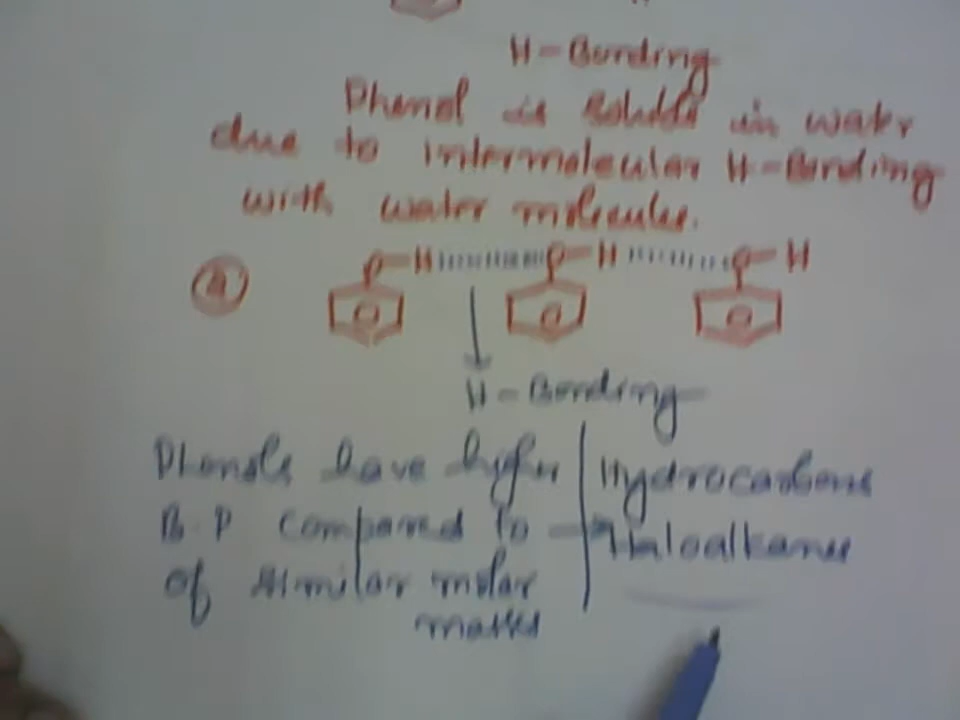 H-Bonding
Phenol is soluble in water
due to intermolecular H-Bonding
with water molecules.
O-H O-H O-H
H-Bonding
Phenols have higher
B.P compared to
of similar molar
masses
Hydrocarbons
Haloalkanes